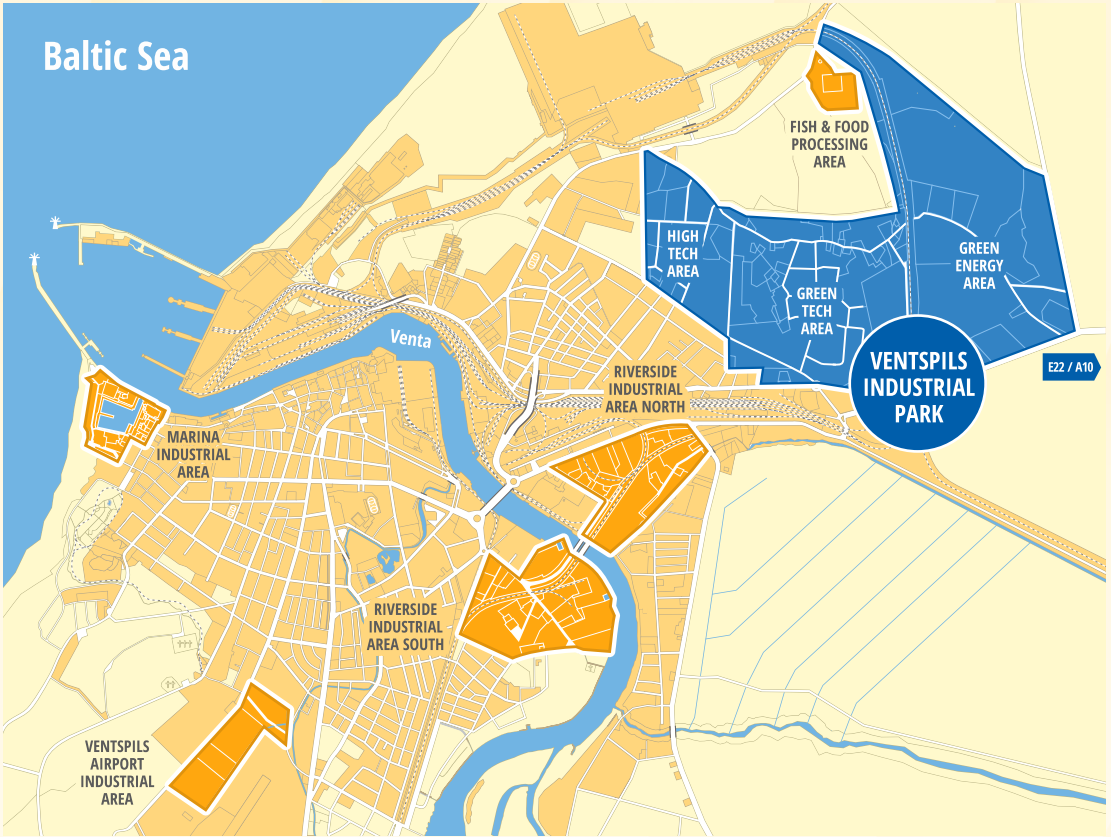 Baltic Sea
FISH & FOOD
PROCESSING
AREA
HIGH
TECH
AREA
GREEN
ENERGY
AREA
GREEN
TECH
AREA
Venta
VENTSPILS
INDUSTRIAL
PARK
E22 / A10
RIVERSIDE
INDUSTRIAL
AREA NORTH
MARINA
INDUSTRIAL
AREA
RIVERSIDE
INDUSTRIAL
AREA SOUTH
VENTSPILS
AIRPORT
INDUSTRIAL
AREA